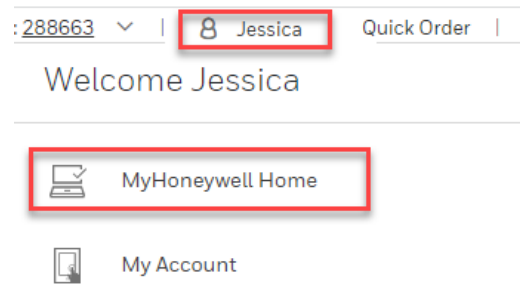 : 288663 | Jessica Quick Order |
Welcome Jessica
MyHoneywell Home
My Account